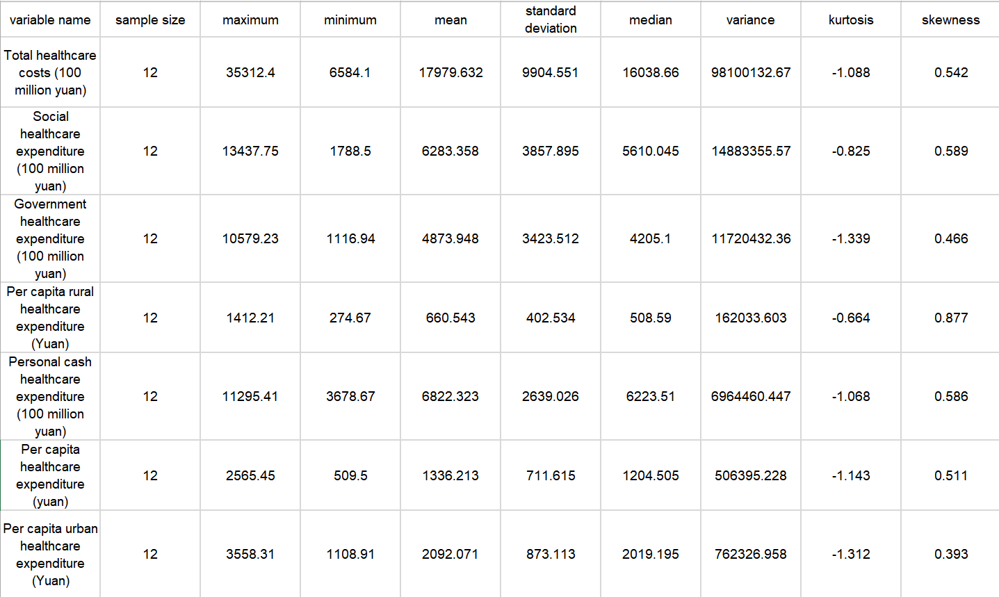 variable name sample size maximum minimum mean standard deviation median variance kurtosis skewness
Total healthcare
costs (100
million yuan)
12 35312.4 6584.1 17979.632 9904.551 16038.66 98100132.67 -1.088 0.542
Social
healthcare
expenditure
(100 million
yuan)
12 13437.75 1788.5 6283.358 3857.895 5610.045 14883355.57 -0.825 0.589
Government
healthcare
expenditure
(100 million
yuan)
12 10579.23 1116.94 4873.948 3423.512 4205.1 11720432.36 -1.339 0.466
Per capita rural
healthcare
expenditure
(Yuan)
12 1412.21 274.67 660.543 402.534 508.59 162033.603 -0.664 0.877
Personal cash
healthcare
expenditure
(100 million
yuan)
12 11295.41 3678.67 6822.323 2639.026 6223.51 6964460.447 -1.068 0.586
Per capita
healthcare
expenditure
(yuan)
12 2565.45 509.5 1336.213 711.615 1204.505 506395.228 -1.143 0.511
Per capita urban
healthcare
expenditure
(Yuan)
12 3558.31 1108.91 2092.071 873.113 2019.195 762326.958 -1.312 0.393